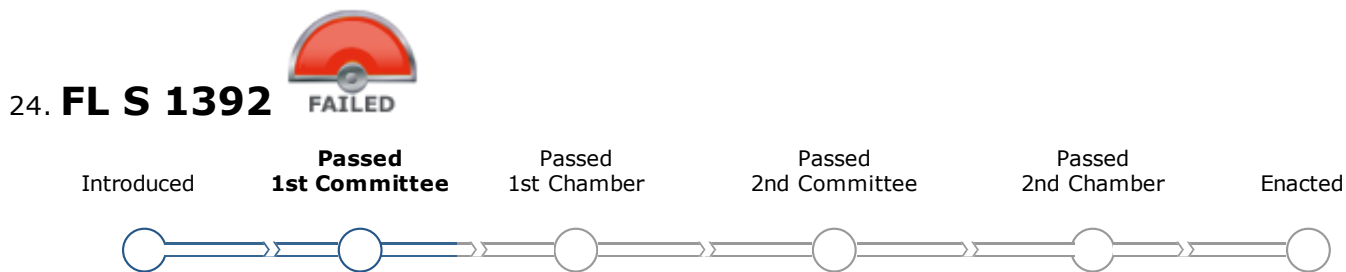 24. FL S 1392
FAILED
Introduced
Passed
1st Committee
Passed
1st Chamber
Passed
2nd Committee
Passed
2nd Chamber
Enacted